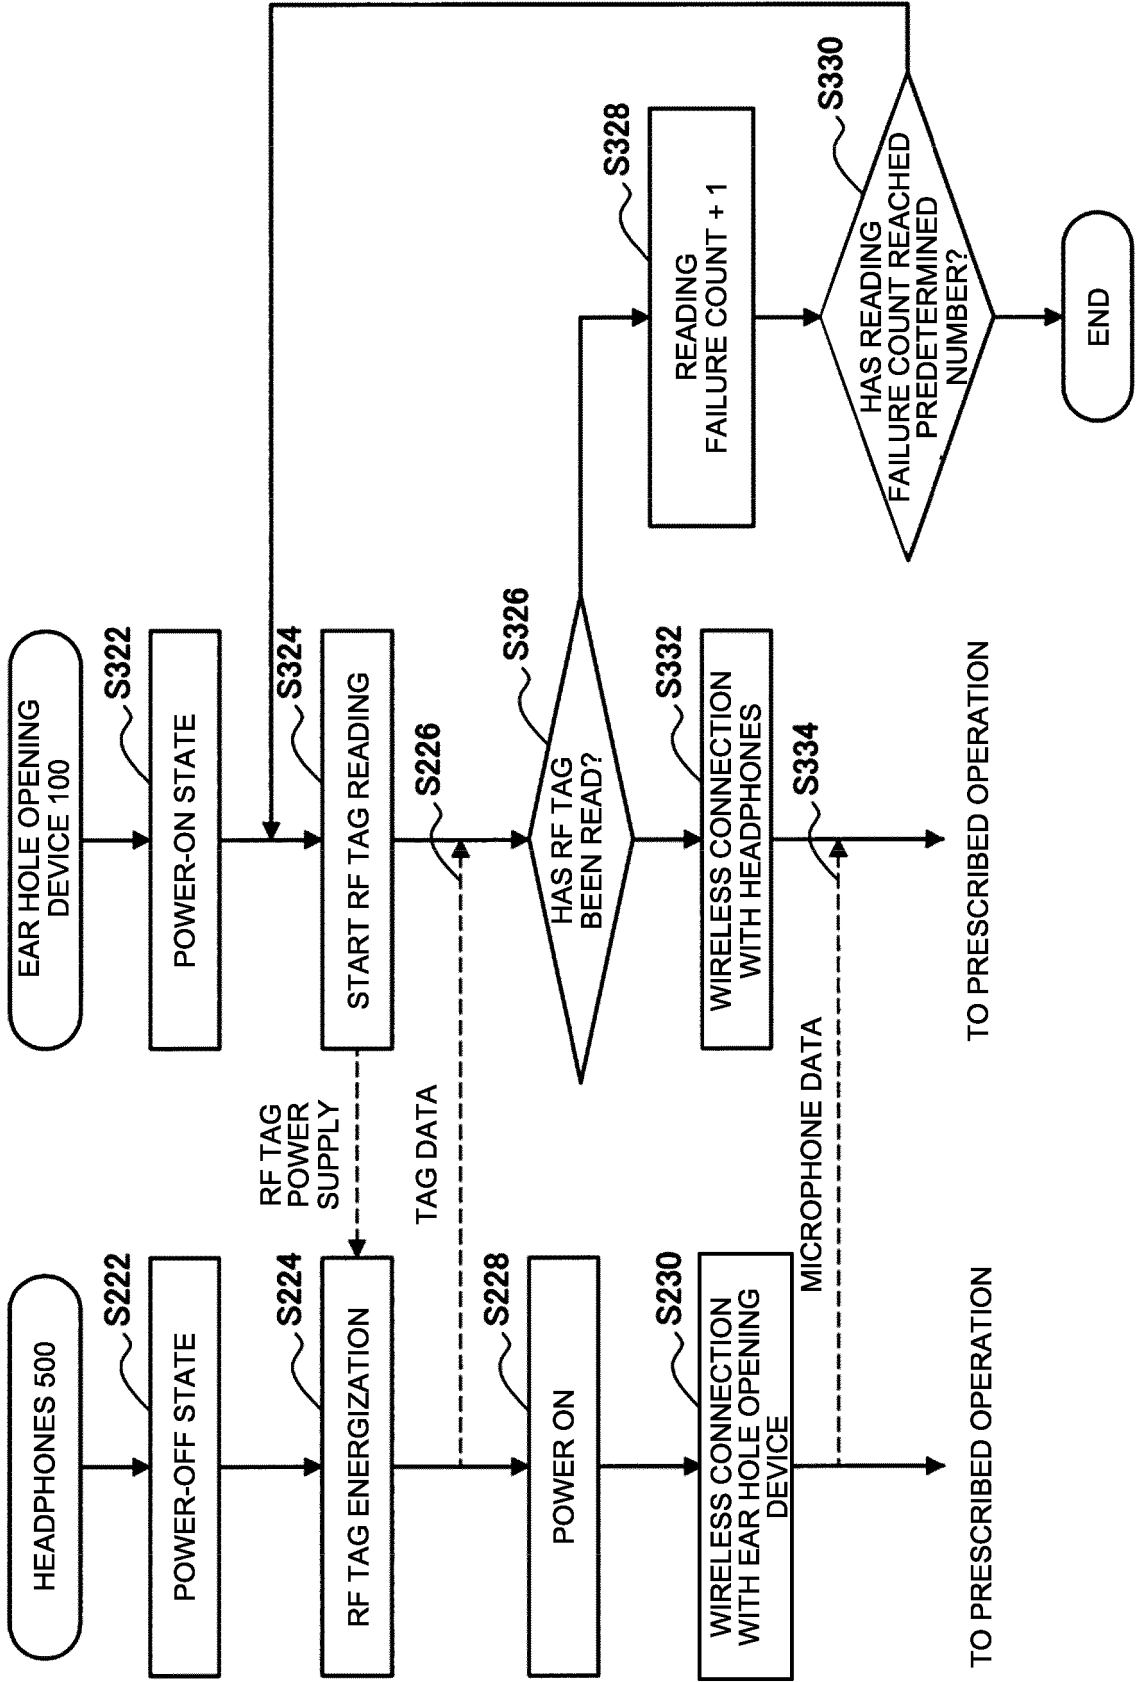 HEADPHONES 500
S222
POWER-OFF STATE
S224
RF TAG ENERGIZATION
S228
POWER ON
S230
WIRELESS CONNECTION
WITH EAR HOLE OPENING
DEVICE
TO PRESCRIBED OPERATION
RF TAG
POWER
SUPPLY
TAG DATA
MICROPHONE DATA
EAR HOLE OPENING
DEVICE 100
S322
POWER-ON STATE
S324
START RF TAG READING
S226
S326
HAS RF TAG
BEEN READ?
S332
WIRELESS CONNECTION
WITH HEADPHONES
S334
TO PRESCRIBED OPERATION
S328
READING
FAILURE COUNT + 1
S330
HAS READING
FAILURE COUNT REACHED
PREDETERMINED
NUMBER?
END